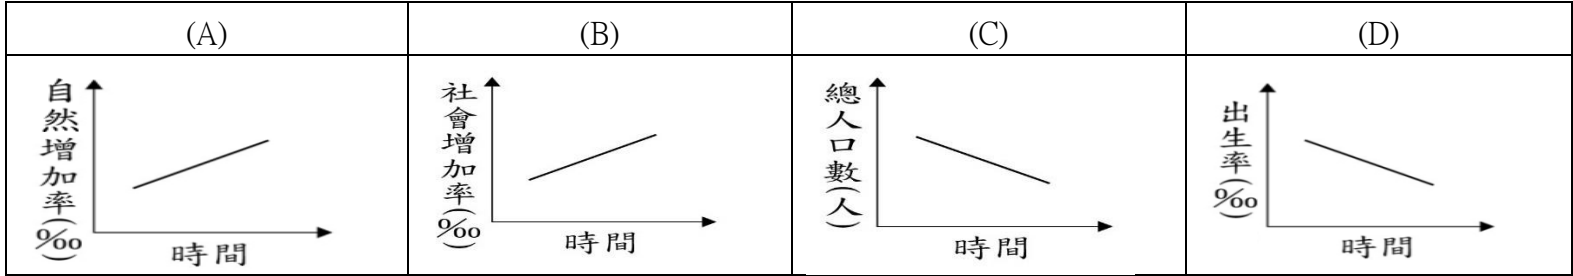 (A) (B) (C) (D)
自然增加率(‰)
時間
社會增加率(‰)
時間
總人口數(人)
時間
出生率(‰)
時間